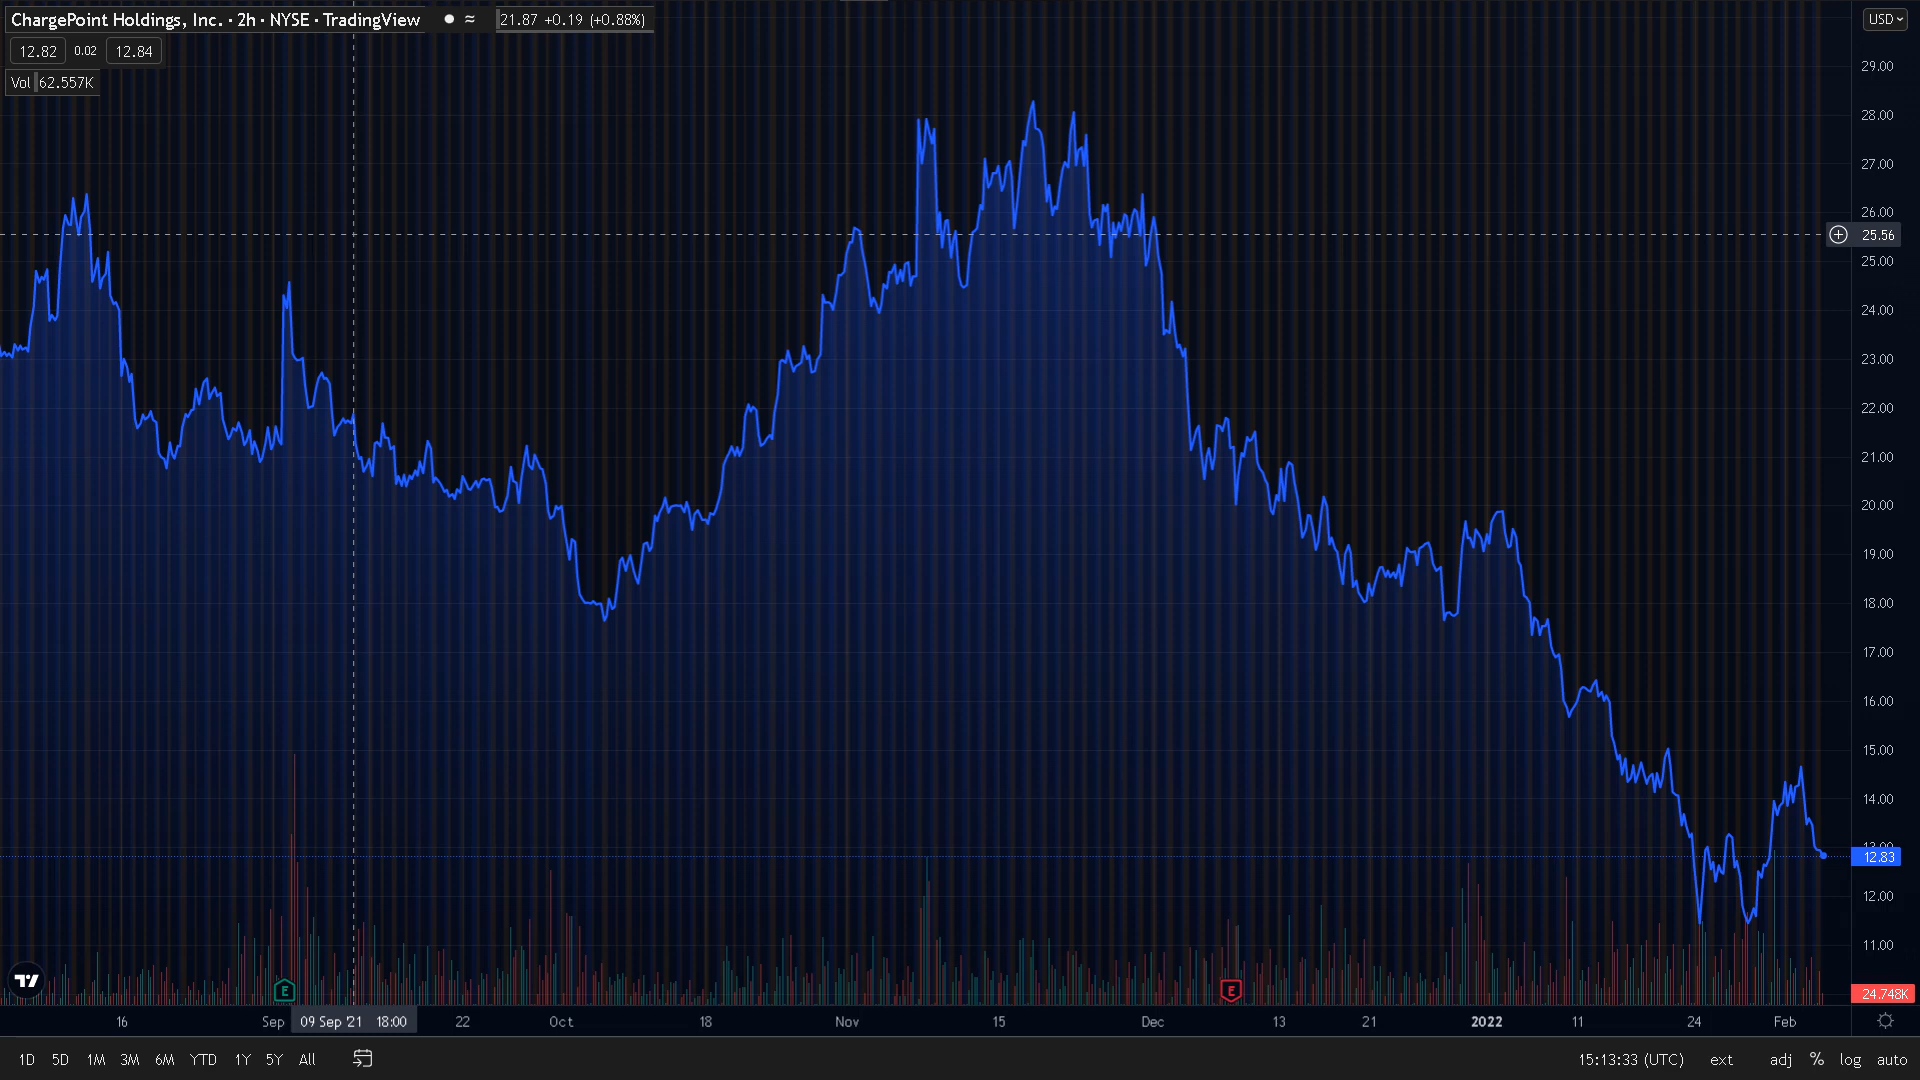 ChargePoint Holdings, Inc. · 2h · NYSE · TradingView ● ≈ 21.87 +0.19 (+0.88%)
USD
12.82 0.02 12.84
Vol 62.557K
29.00
28.00
27.00
26.00
25.56
25.00
24.00
23.00
22.00
21.00
20.00
19.00
18.00
17.00
16.00
15.00
14.00
13.00
12.83
12.00
11.00
24.748K
E E
16 Sep 09 Sep '21 18:00 22 Oct 18 Nov 15 Dec 13 21 2022 11 24 Feb
1D 5D 1M 3M 6M YTD 1Y 5Y All 15:13:33 (UTC) ext adj % log auto